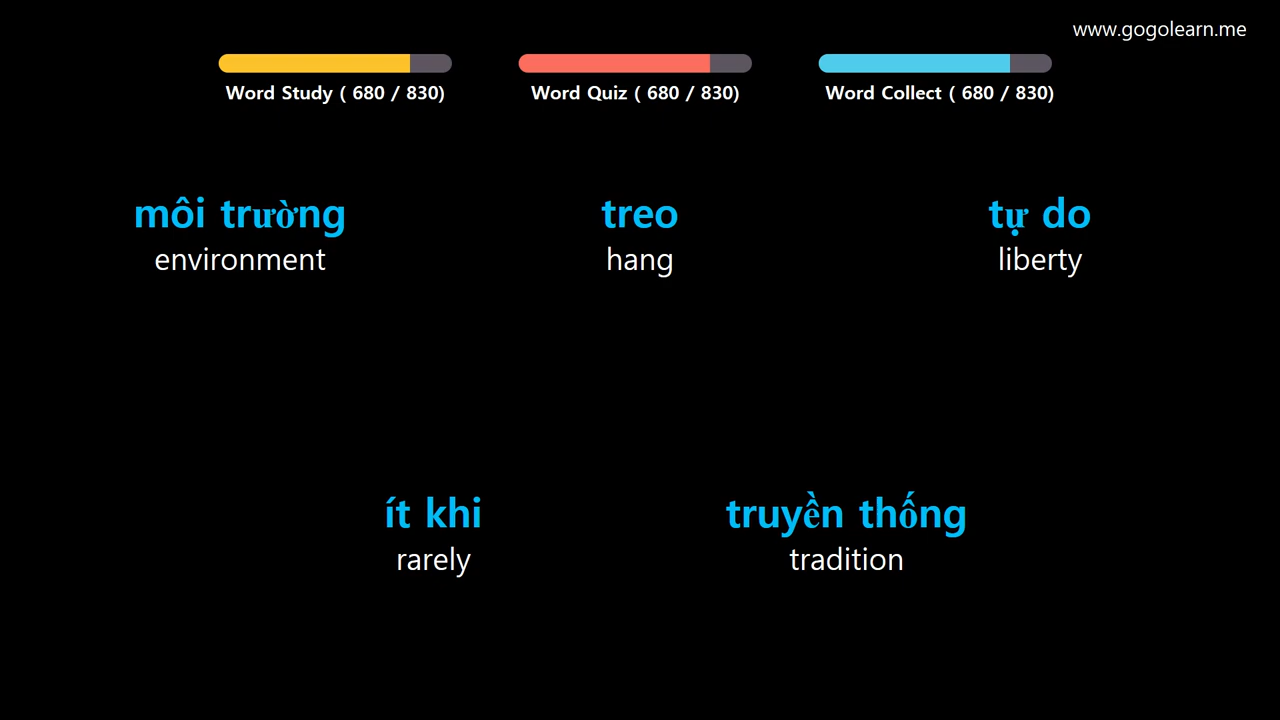 www.gogolearn.me
Word Study ( 680 / 830)
Word Quiz ( 680 / 830)
Word Collect ( 680 / 830)
môi trường
environment
treo
hang
tự do
liberty
ít khi
rarely
truyền thống
tradition